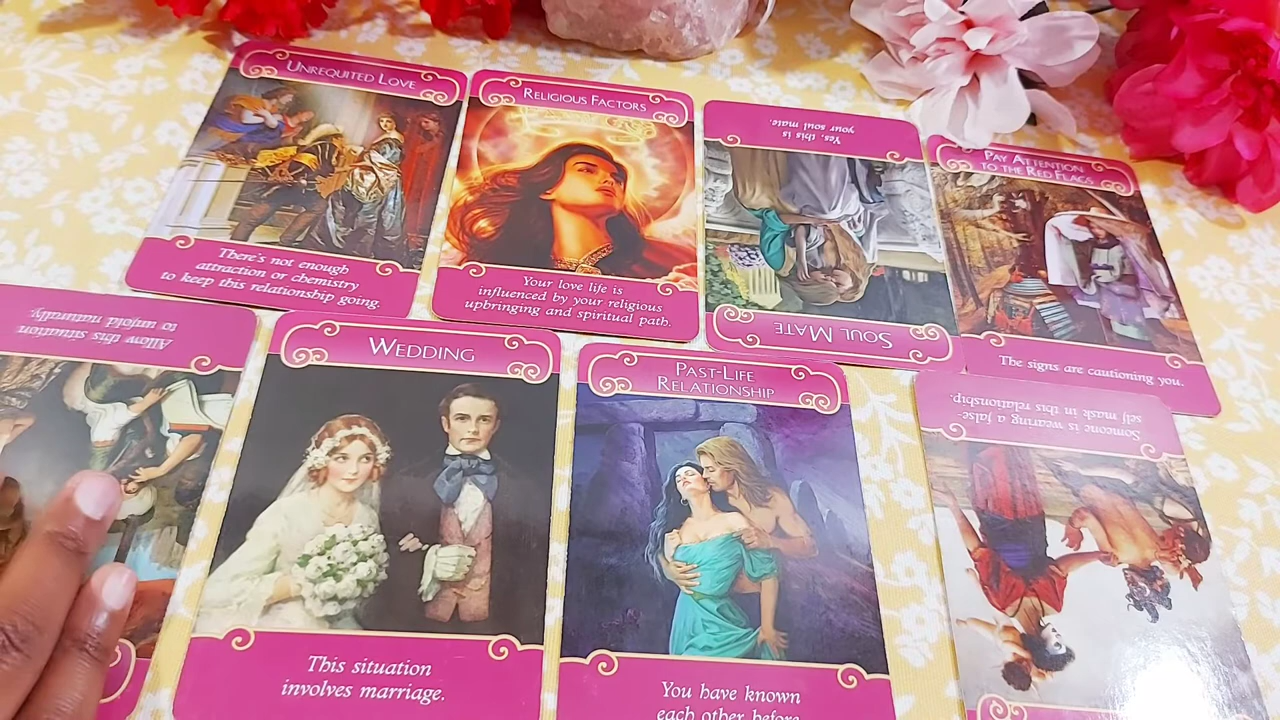 UNREQUITED LOVE
There's not enough
attraction or chemistry
to keep this relationship going.
RELIGIOUS FACTORS
Your love life is
influenced by your religious
upbringing and spiritual path.
SOUL MATE
Yes, this is
your soul mate.
PAY ATTENTION
TO THE RED FLAGS
The signs are cautioning you.
Allow this situation
to unfold naturally.
WEDDING
This situation
involves marriage.
PAST-LIFE
RELATIONSHIP
You have known
each other before
Someone is wearing a false-
self mask in this relationship.